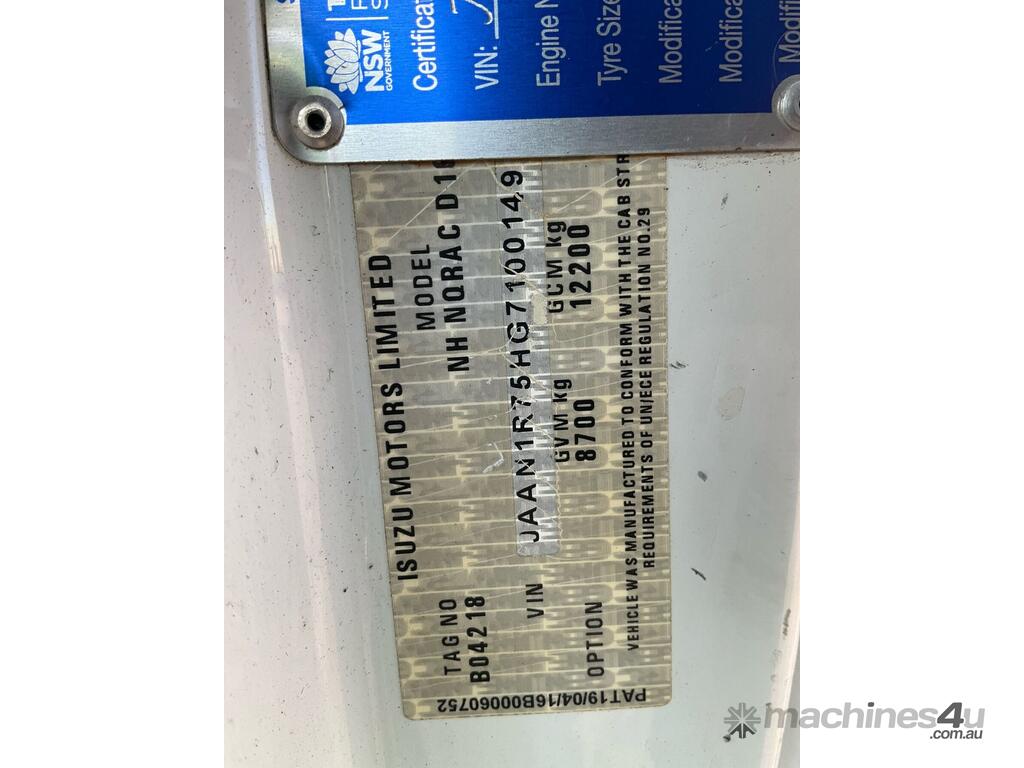 NSW
GOVERNMENT
VIN:
Tyre Size
ISUZU MOTORS LIMITED
TAG NO
MODEL
B04218
NH NQRAC D
VIN
JAAN1R75HG7100149
GVM kg
GCM kg
OPTION
8700
12200
VEHICLE WAS MANUFACTURED TO CONFORM WITH THE CAB STR
REQUIREMENTS OF UN/ECE REGULATION NO.29
PAT19/04/16B00060752
machines4u
.com.au